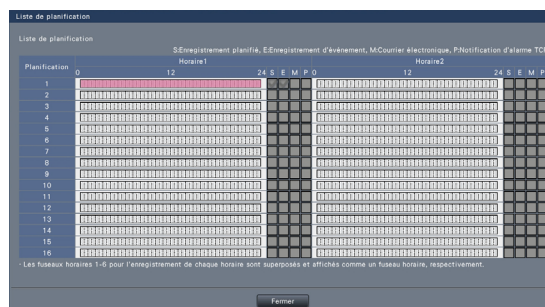 Liste de planification
Liste de planification
S:Enregistrement planifié, E:Enregistrement d'événement, M:Courrier électronique, P:Notification d'alarme TCP
Planification Horaire1 Horaire2
0 12 24 S E M P 0 12 24 S E M P
1
2
3
4
5
6
7
8
9
10
11
12
13
14
15
16
- Les fuseaux horaires 1-6 pour l'enregistrement de chaque horaire sont superposés et affichés comme un fuseau horaire, respectivement.
Fermer